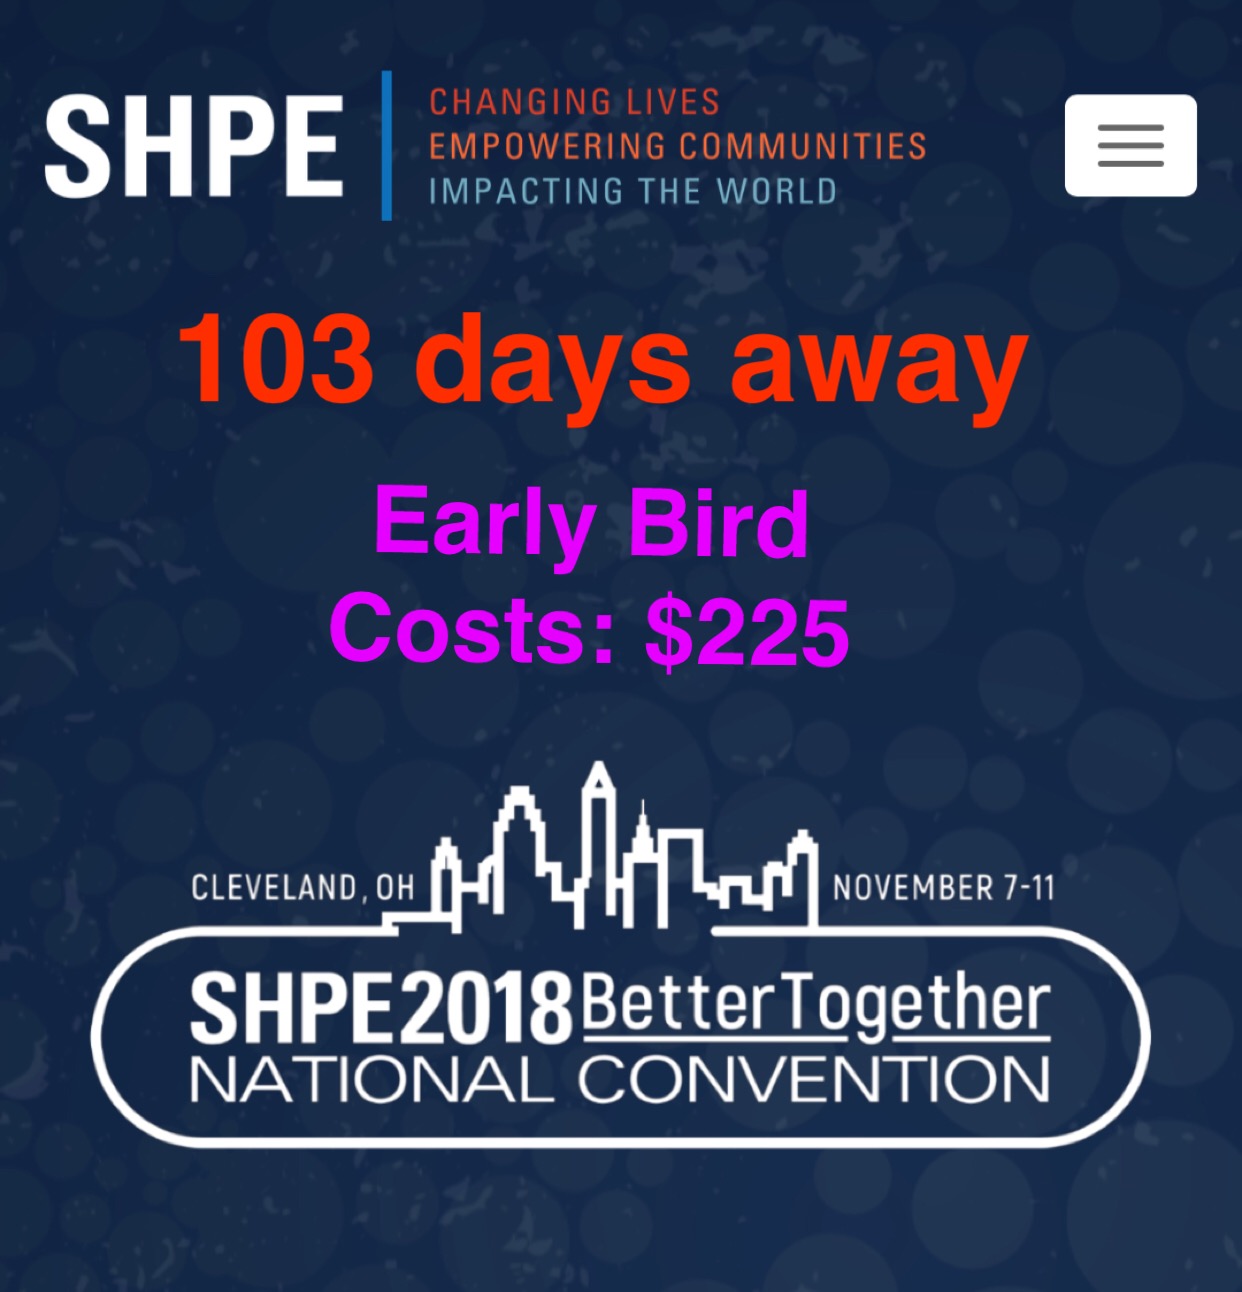 SHPE
CHANGING LIVES
EMPOWERING COMMUNITIES
IMPACTING THE WORLD
103 days away
Early Bird
Costs: $225
CLEVELAND, OH NOVEMBER 7-11
SHPE2018 BetterTogether
NATIONAL CONVENTION